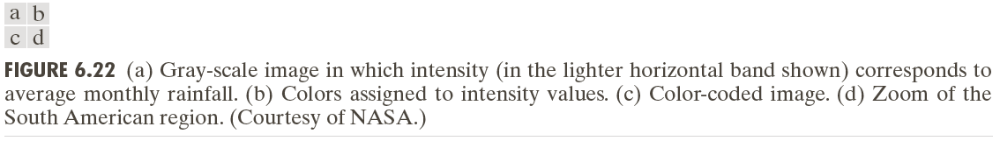 a b
c d
FIGURE 6.22 (a) Gray-scale image in which intensity (in the lighter horizontal band shown) corresponds to
average monthly rainfall. (b) Colors assigned to intensity values. (c) Color-coded image. (d) Zoom of the
South American region. (Courtesy of NASA.)